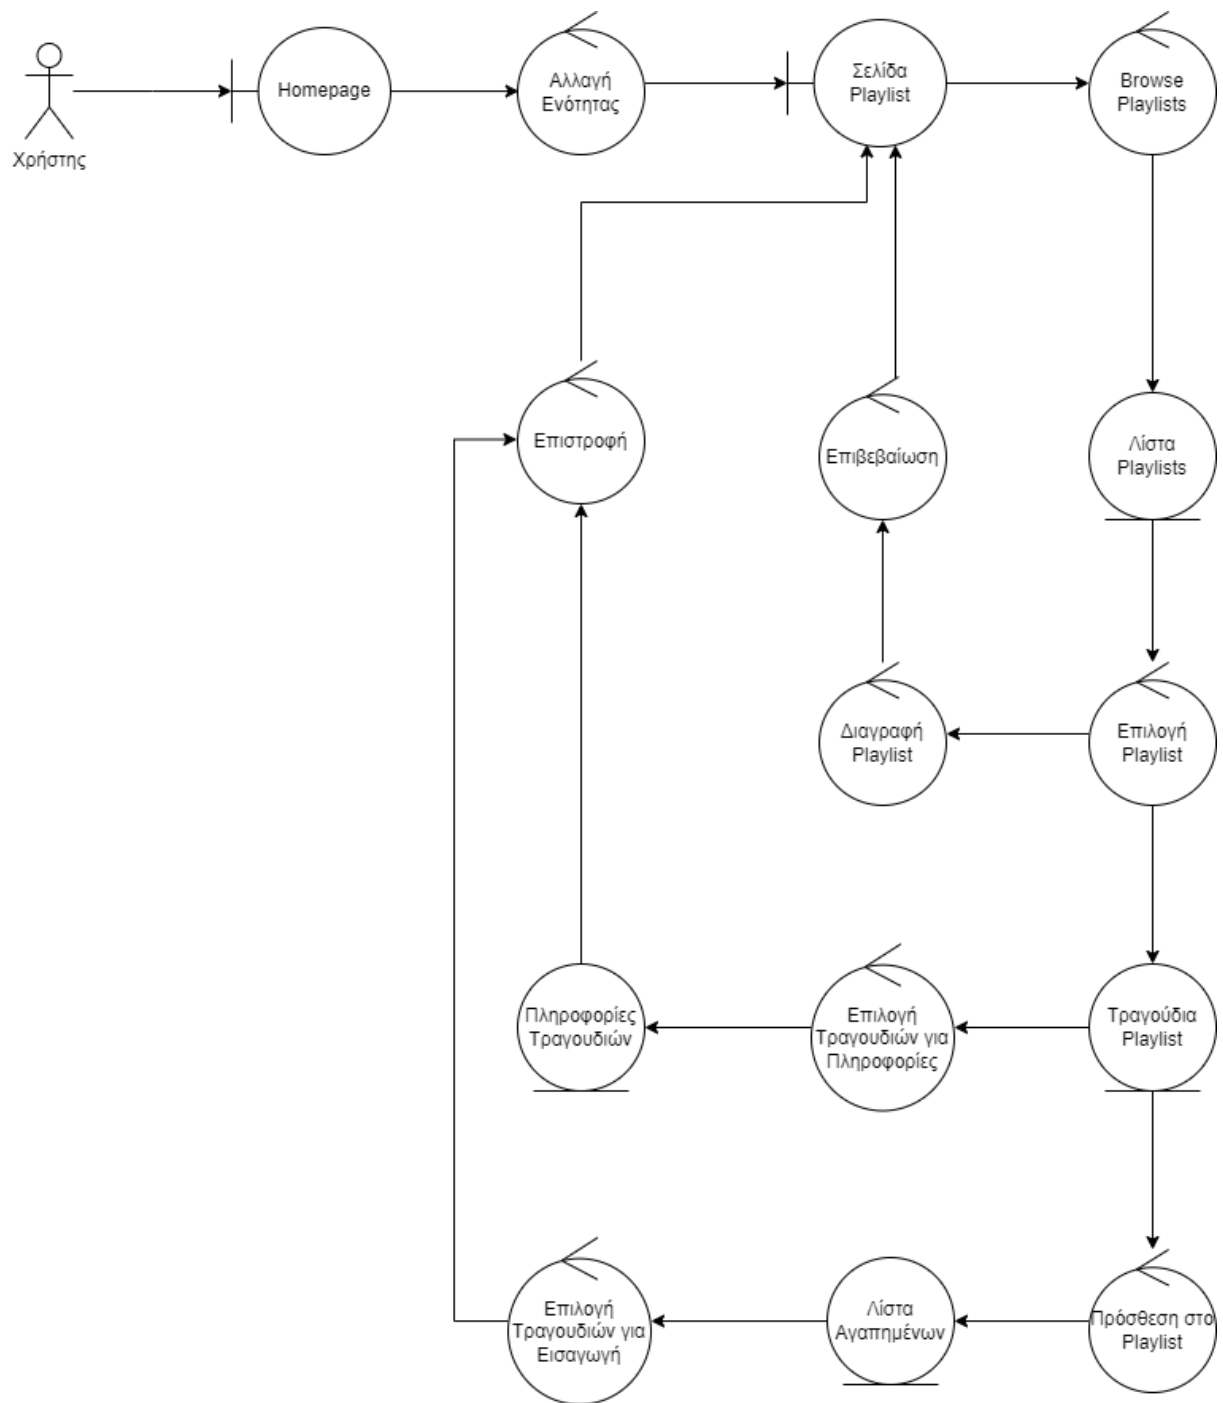 Χρήστης
Homepage
Αλλαγή
Ενότητας
Σελίδα
Playlist
Browse
Playlists
Επιστροφή
Επιβεβαίωση
Λίστα
Playlists
Διαγραφή
Playlist
Επιλογή
Playlist
Πληροφορίες
Τραγουδιών
Επιλογή
Τραγουδιών για
Πληροφορίες
Τραγούδια
Playlist
Επιλογή
Τραγουδιών για
Εισαγωγή
Λίστα
Αγαπημένων
Πρόσθεση στο
Playlist